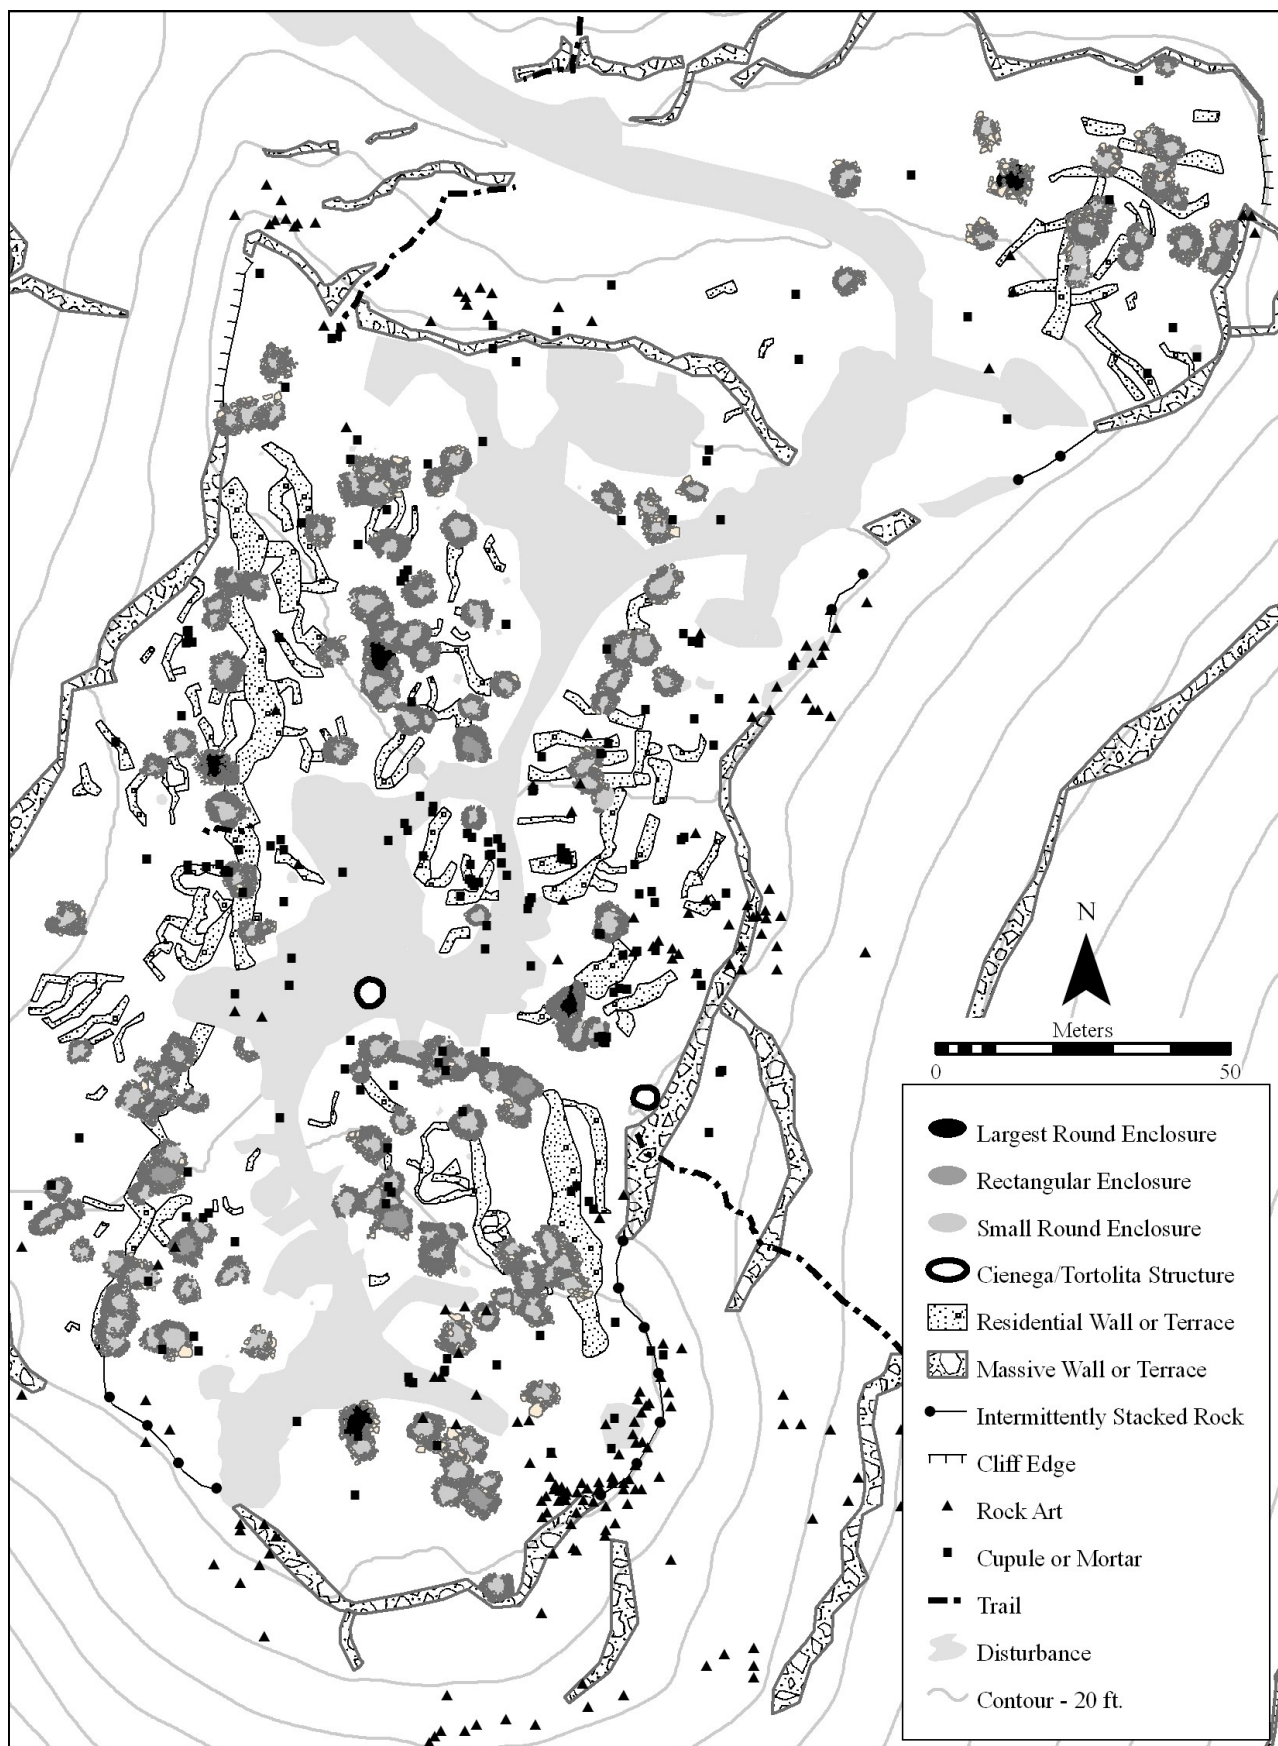 N
Meters
0 50
Largest Round Enclosure
Rectangular Enclosure
Small Round Enclosure
Cienega/Tortolita Structure
Residential Wall or Terrace
Massive Wall or Terrace
Intermittently Stacked Rock
Cliff Edge
Rock Art
Cupule or Mortar
Trail
Disturbance
Contour - 20 ft.